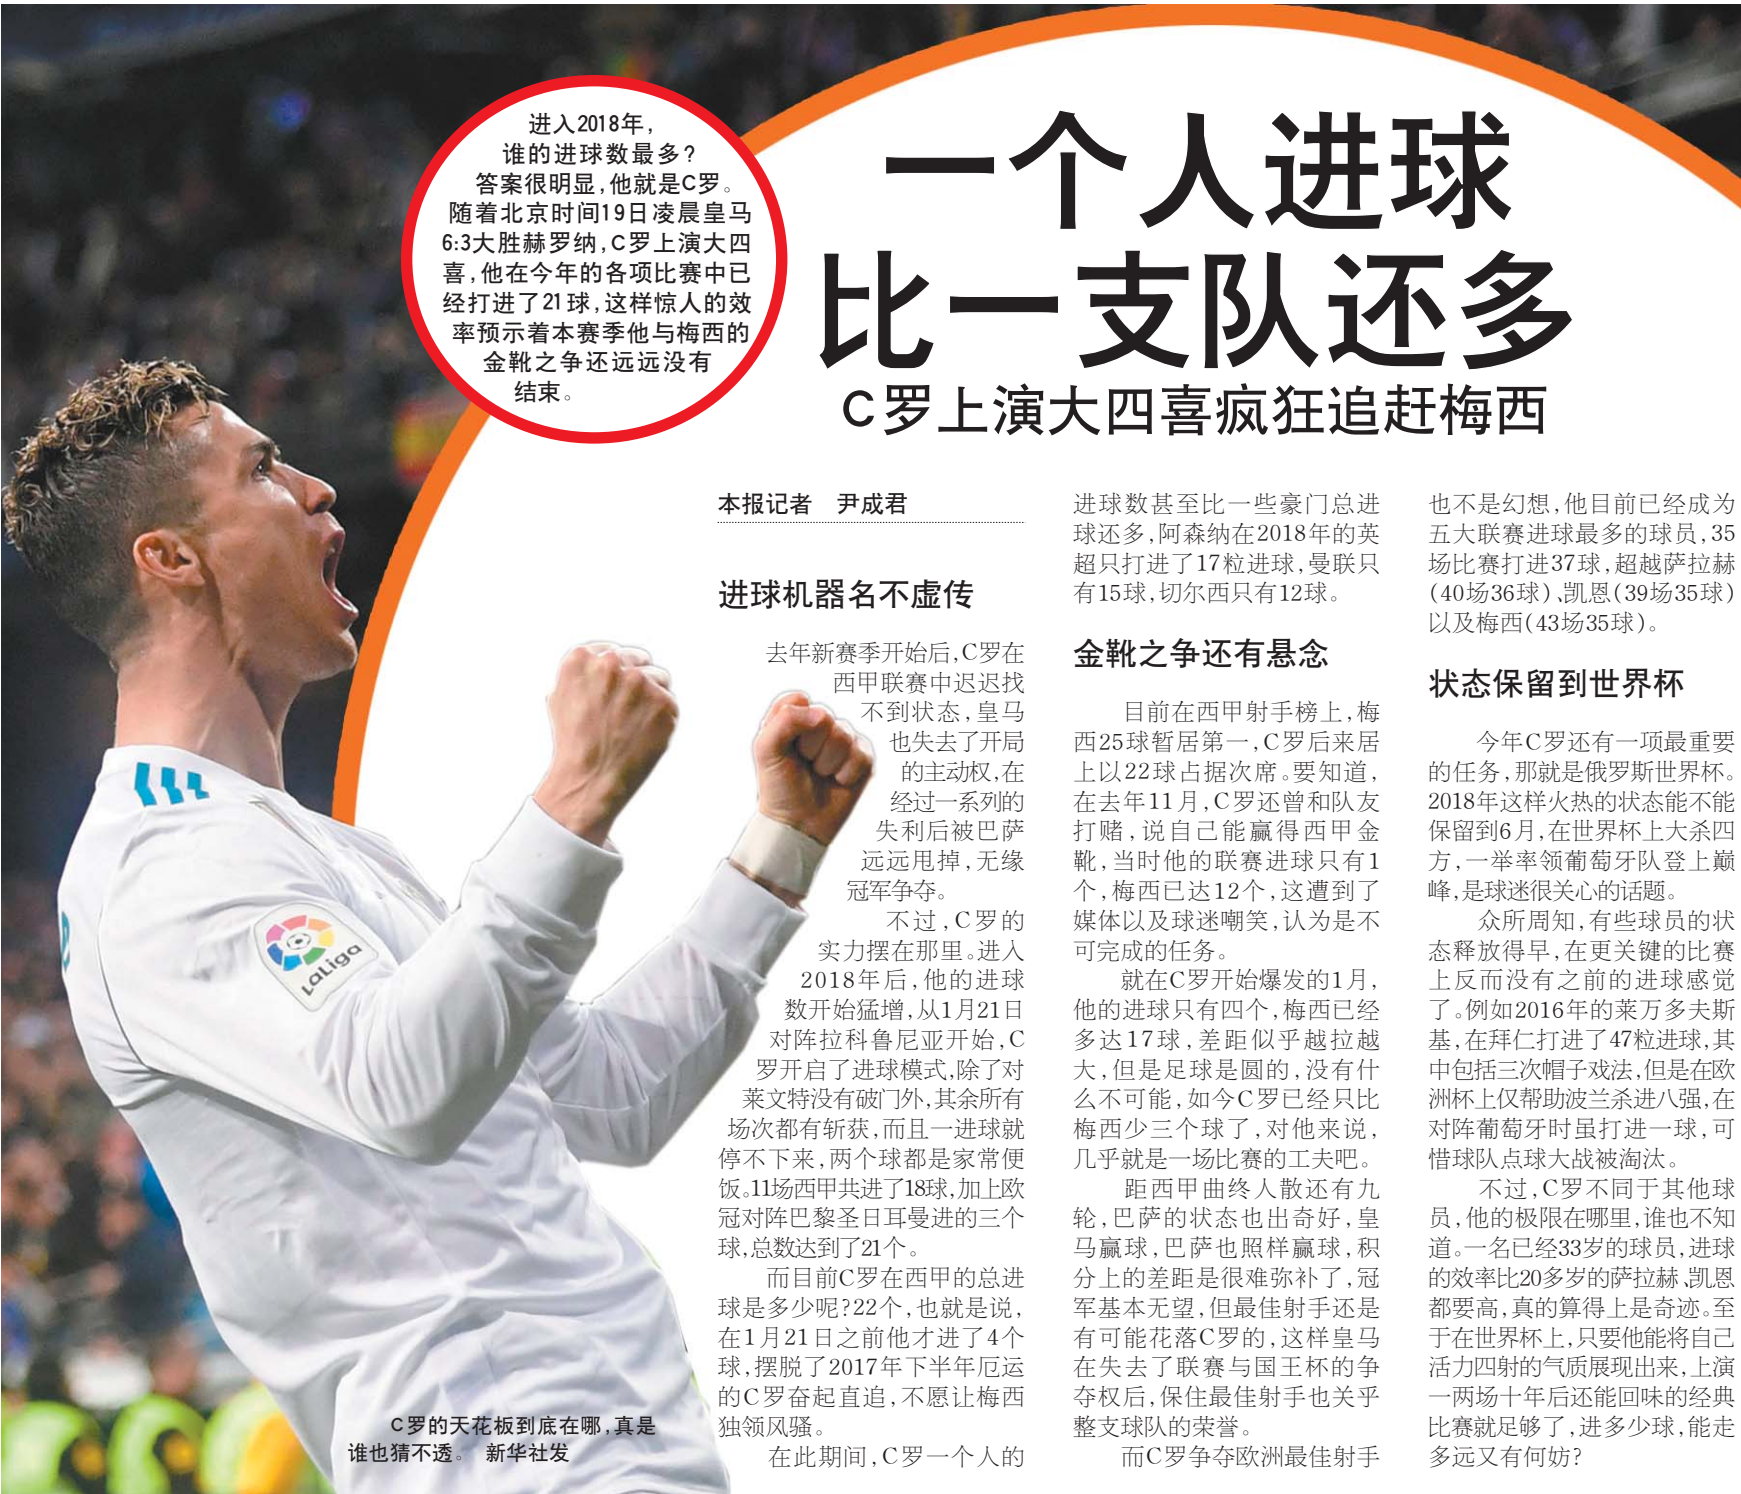 进入2018年，
谁的进球数最多？
答案很明显，他就是C罗。
随着北京时间19日凌晨皇马
6:3大胜赫罗纳，C罗上演大四
喜，他在今年的各项比赛中已
经打进了21球，这样惊人的效
率预示着本赛季他与梅西的
金靴之争还远远没有
结束。
一个人进球
比一支队还多
C罗上演大四喜疯狂追赶梅西
本报记者　尹成君
进球机器名不虚传
去年新赛季开始后，C罗在
西甲联赛中迟迟找
不到状态，皇马
也失去了开局
的主动权，在
经过一系列的
失利后被巴萨
远远甩掉，无缘
冠军争夺。
不过，C罗的
实力摆在那里。进入
2018年后，他的进球
数开始猛增，从1月21日
对阵拉科鲁尼亚开始，C
罗开启了进球模式，除了对
莱文特没有破门外，其余所有
场次都有斩获，而且一进球就
停不下来，两个球都是家常便
饭。11场西甲共进了18球，加上欧
冠对阵巴黎圣日耳曼进的三个
球，总数达到了21个。
而目前C罗在西甲的总进
球是多少呢？22个，也就是说，
在1月21日之前他才进了4个
球，摆脱了2017年下半年厄运
的C罗奋起直追，不愿让梅西
独领风骚。
在此期间，C罗一个人的
进球数甚至比一些豪门总进
球还多，阿森纳在2018年的英
超只打进了17粒进球，曼联只
有15球，切尔西只有12球。
金靴之争还有悬念
目前在西甲射手榜上，梅
西25球暂居第一，C罗后来居
上以22球占据次席。要知道，
在去年11月，C罗还曾和队友
打赌，说自己能赢得西甲金
靴，当时他的联赛进球只有1
个，梅西已达12个，这遭到了
媒体以及球迷嘲笑，认为是不
可完成的任务。
就在C罗开始爆发的1月，
他的进球只有四个，梅西已经
多达17球，差距似乎越拉越
大，但是足球是圆的，没有什
么不可能，如今C罗已经只比
梅西少三个球了，对他来说，
几乎就是一场比赛的工夫吧。
距西甲曲终人散还有九
轮，巴萨的状态也出奇好，皇
马赢球，巴萨也照样赢球，积
分上的差距是很难弥补了，冠
军基本无望，但最佳射手还是
有可能花落C罗的，这样皇马
在失去了联赛与国王杯的争
夺权后，保住最佳射手也关乎
整支球队的荣誉。
而C罗争夺欧洲最佳射手
也不是幻想，他目前已经成为
五大联赛进球最多的球员，35
场比赛打进37球，超越萨拉赫
（40场36球）、凯恩（39场35球）
以及梅西（43场35球）。
状态保留到世界杯
今年C罗还有一项最重要
的任务，那就是俄罗斯世界杯。
2018年这样火热的状态能不能
保留到6月，在世界杯上大杀四
方，一举率领葡萄牙队登上巅
峰，是球迷很关心的话题。
众所周知，有些球员的状
态释放得早，在更关键的比赛
上反而没有之前的进球感觉
了。例如2016年的莱万多夫斯
基，在拜仁打进了47粒进球，其
中包括三次帽子戏法，但是在欧
洲杯上仅帮助波兰杀进八强，在
对阵葡萄牙时虽打进一球，可
惜球队点球大战被淘汰。
不过，C罗不同于其他球
员，他的极限在哪里，谁也不知
道。一名已经33岁的球员，进球
的效率比20多岁的萨拉赫、凯恩
都要高，真的算得上是奇迹。至
于在世界杯上，只要他能将自己
活力四射的气质展现出来，上演
一两场十年后还能回味的经典
比赛就足够了，进多少球，能走
多远又有何妨？
LaLiga
C罗的天花板到底在哪，真是
谁也猜不透。　新华社发